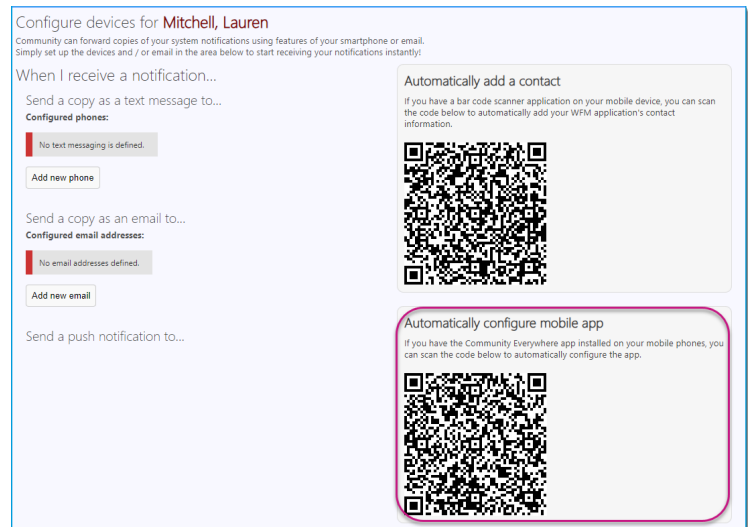 Configure devices for Mitchell, Lauren
Community can forward copies of your system notifications using features of your smartphone or email.
Simply set up the devices and / or email in the area below to start receiving your notifications instantly!
When I receive a notification...
Send a copy as a text message to...
Configured phones:
No text messaging is defined.
Add new phone
Send a copy as an email to...
Configured email addresses:
No email addresses defined.
Add new email
Send a push notification to...
Automatically add a contact
If you have a bar code scanner application on your mobile device, you can scan
the code below to automatically add your WFM application's contact
information.
Automatically configure mobile app
If you have the Community Everywhere app installed on your mobile phones, you
can scan the code below to automatically configure the app.